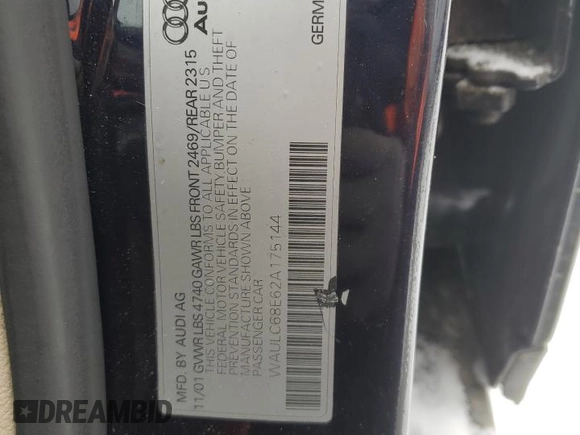 Au
GERM
MFD. BY AUDI AG
11/01 GVWR LBS 4740 GAWR LBS FRONT 2469/REAR 2315
THIS VEHICLE CONFORMS TO ALL APPLICABLE U S
FEDERAL MOTOR VEHICLE SAFETY BUMPER AND THEFT
PREVENTION STANDARDS IN EFFECT ON THE DATE OF
MANUFACTURE SHOWN ABOVE
PASSENGER CAR
WAULC68E62A175144
DREAMBID